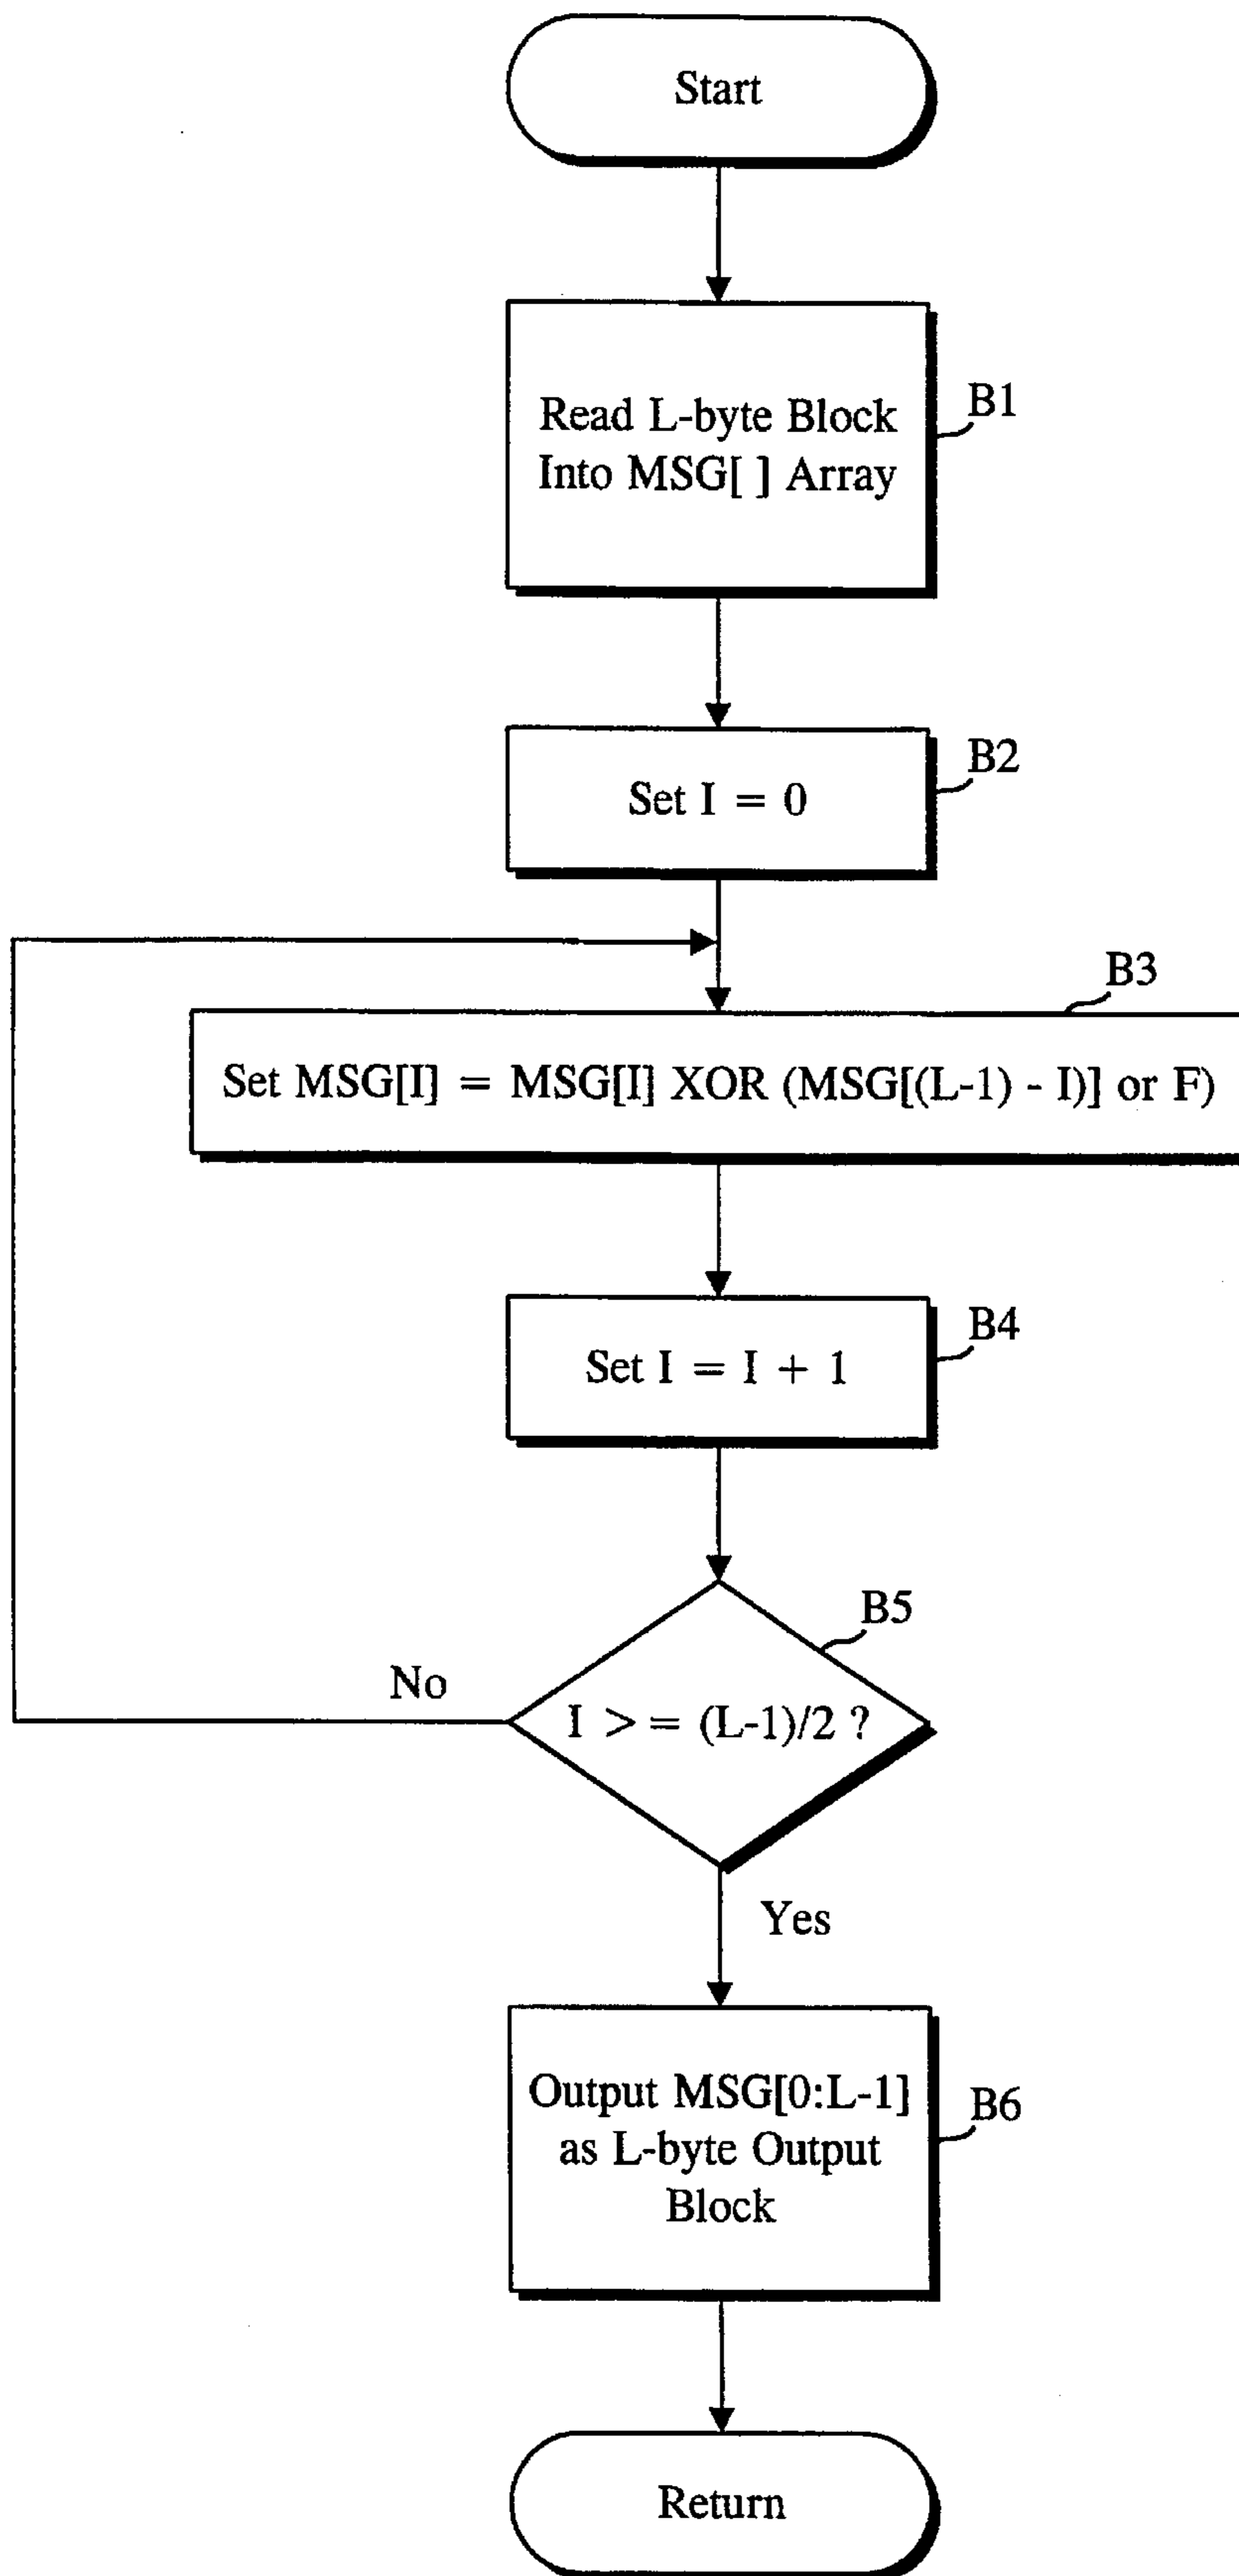 Start
Read L-byte Block
Into MSG[ ] Array
B1
Set I = 0
B2
B3
Set MSG[I] = MSG[I] XOR (MSG[(L-1) - I)] or F)
Set I = I + 1
B4
B5
No
I > = (L-1)/2 ?
Yes
Output MSG[0:L-1]
as L-byte Output
Block
B6
Return